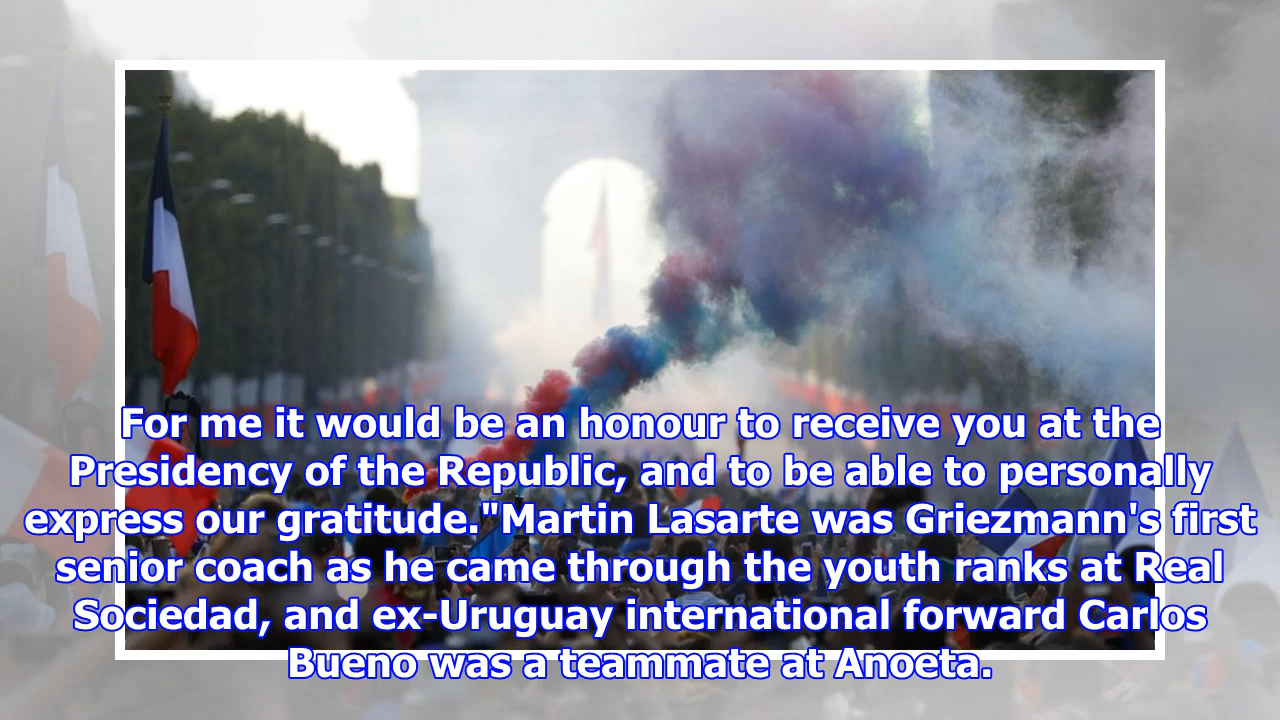 For me it would be an honour to receive you at the
Presidency of the Republic, and to be able to personally
express our gratitude."Martin Lasarte was Griezmann's first
senior coach as he came through the youth ranks at Real
Sociedad, and ex-Uruguay international forward Carlos
Bueno was a teammate at Anoeta.